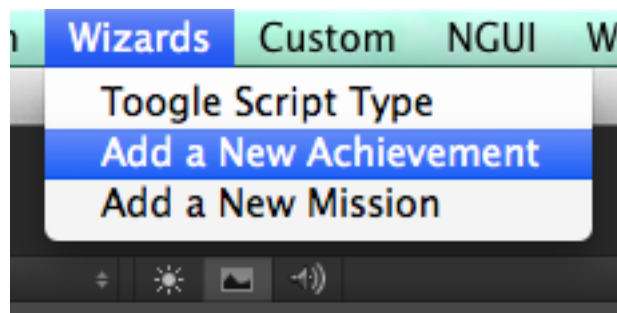 Wizards Custom NGUI
Toogle Script Type
Add a New Achievement
Add a New Mission